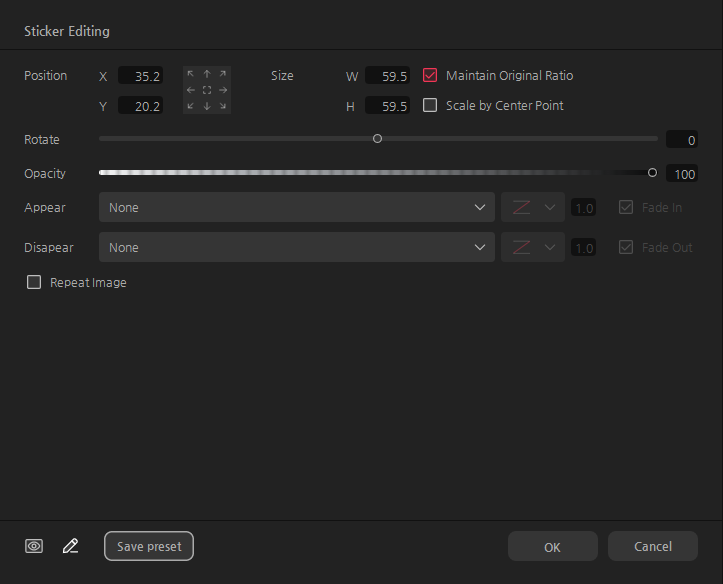 Sticker Editing
Position X 35.2 Size W 59.5 Maintain Original Ratio
Y 20.2 H 59.5 Scale by Center Point
Rotate 0
Opacity 100
Appear None 1.0 Fade In
Disapear None 1.0 Fade Out
Repeat Image
Save preset OK Cancel